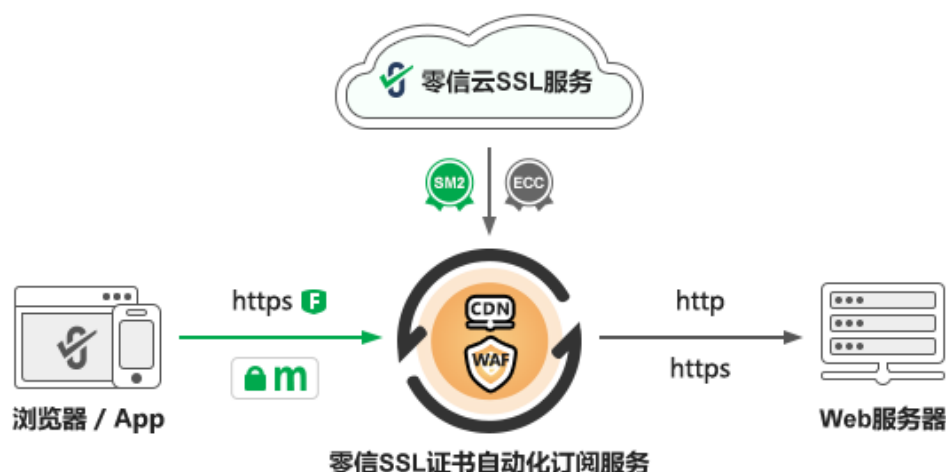 零信云SSL服务
SM2
ECC
https F
m
CDN
WAF
http
https
浏览器 / App
Web服务器
零信SSL证书自动化订阅服务